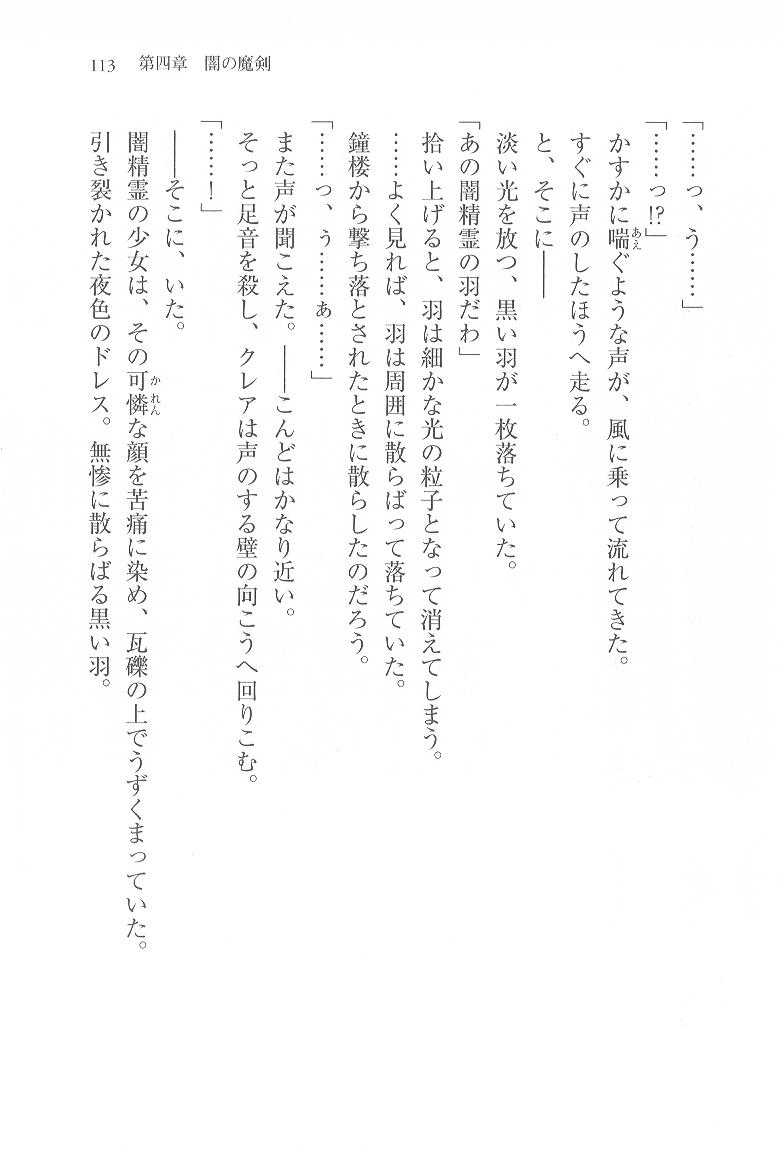 113　第四章　闇の魔剣
「……っ、う……」
「……っ!?」
かすかに喘ぐような声が、風に乗って流れてきた。
すぐに声のしたほうへ走る。
と、そこに――
淡い光を放つ、黒い羽が一枚落ちていた。
「あの闇精霊の羽だわ」
拾い上げると、羽は細かな光の粒子となって消えてしまう。
……よく見れば、羽は周囲に散らばって落ちていた。
鐘楼から撃ち落とされたときに散らしたのだろう。
「……っ、ぅ……ぁ……」
また声が聞こえた。――こんどはかなり近い。
そっと足音を殺し、クレアは声のする壁の向こうへ回りこむ。
「……！」
――そこに、いた。
闇精霊の少女は、その可憐な顔を苦痛に染め、瓦礫の上でうずくまっていた。
引き裂かれた夜色のドレス。無惨に散らばる黒い羽。